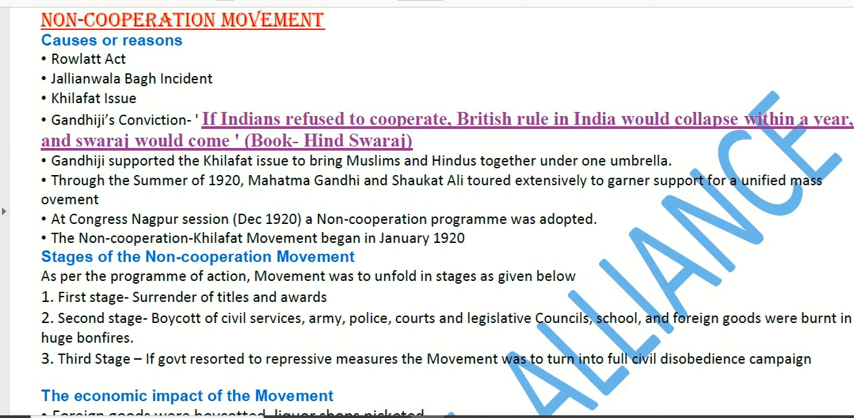 NON-COOPERATION MOVEMENT
Causes or reasons
• Rowlatt Act
• Jallianwala Bagh Incident
• Khilafat Issue
• Gandhiji's Conviction- ' If Indians refused to cooperate, British rule in India would collapse within a year,
and swaraj would come ' (Book- Hind Swaraj)
• Gandhiji supported the Khilafat issue to bring Muslims and Hindus together under one umbrella.
• Through the Summer of 1920, Mahatma Gandhi and Shaukat Ali toured extensively to garner support for a unified mass
ovement
• At Congress Nagpur session (Dec 1920) a Non-cooperation programme was adopted.
• The Non-cooperation-Khilafat Movement began in January 1920
Stages of the Non-cooperation Movement
As per the programme of action, Movement was to unfold in stages as given below
1. First stage- Surrender of titles and awards
2. Second stage- Boycott of civil services, army, police, courts and legislative Councils, school, and foreign goods were burnt in
huge bonfires.
3. Third Stage – If govt resorted to repressive measures the Movement was to turn into full civil disobedience campaign
The economic impact of the Movement
• Foreign goods were boycotted, liquor shops picketed
ALLIANCE